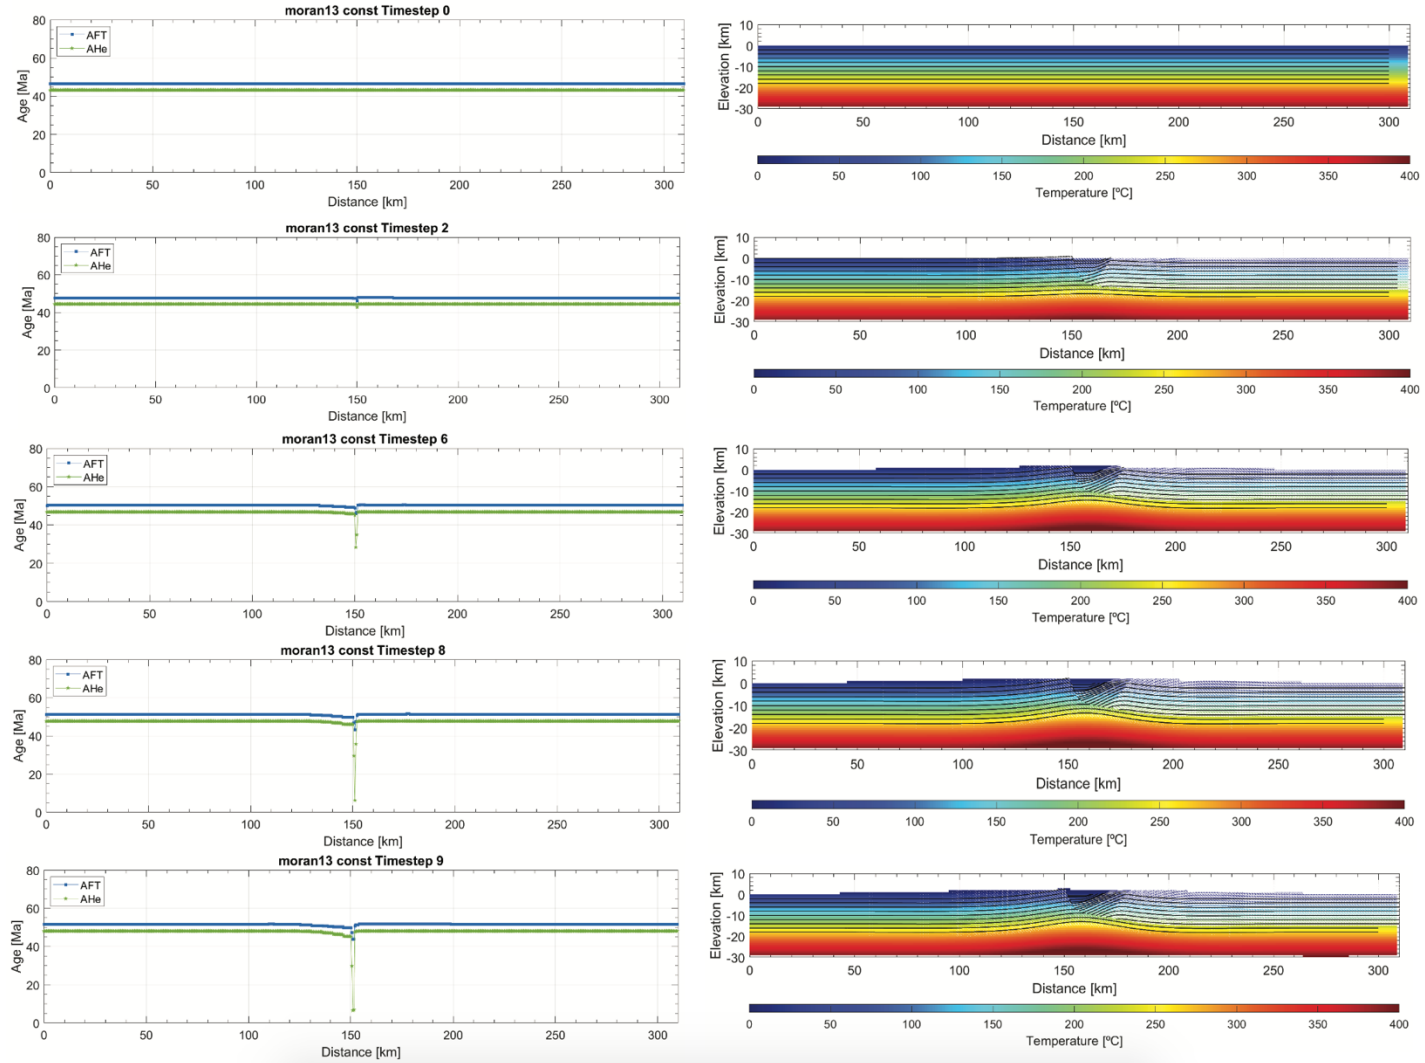 moran13 const Timestep 0
80
60
40
20
0
Age [Ma]
AFT
AHe
0 50 100 150 200 250 300
Distance [km]
10
0
-10
-20
-30
Elevation [km]
0 50 100 150 200 250 300
Distance [km]
0 50 100 150 200 250 300 350 400
Temperature [ºC]
moran13 const Timestep 2
80
60
40
20
0
Age [Ma]
AFT
AHe
0 50 100 150 200 250 300
Distance [km]
10
0
-10
-20
-30
Elevation [km]
0 50 100 150 200 250 300
Distance [km]
0 50 100 150 200 250 300 350 400
Temperature [ºC]
moran13 const Timestep 6
80
60
40
20
0
Age [Ma]
AFT
AHe
0 50 100 150 200 250 300
Distance [km]
10
0
-10
-20
-30
Elevation [km]
0 50 100 150 200 250 300
Distance [km]
0 50 100 150 200 250 300 350 400
Temperature [ºC]
moran13 const Timestep 8
80
60
40
20
0
Age [Ma]
AFT
AHe
0 50 100 150 200 250 300
Distance [km]
10
0
-10
-20
-30
Elevation [km]
0 50 100 150 200 250 300
Distance [km]
0 50 100 150 200 250 300 350 400
Temperature [ºC]
moran13 const Timestep 9
80
60
40
20
0
Age [Ma]
AFT
AHe
0 50 100 150 200 250 300
Distance [km]
10
0
-10
-20
-30
Elevation [km]
0 50 100 150 200 250 300
Distance [km]
0 50 100 150 200 250 300 350 400
Temperature [ºC]